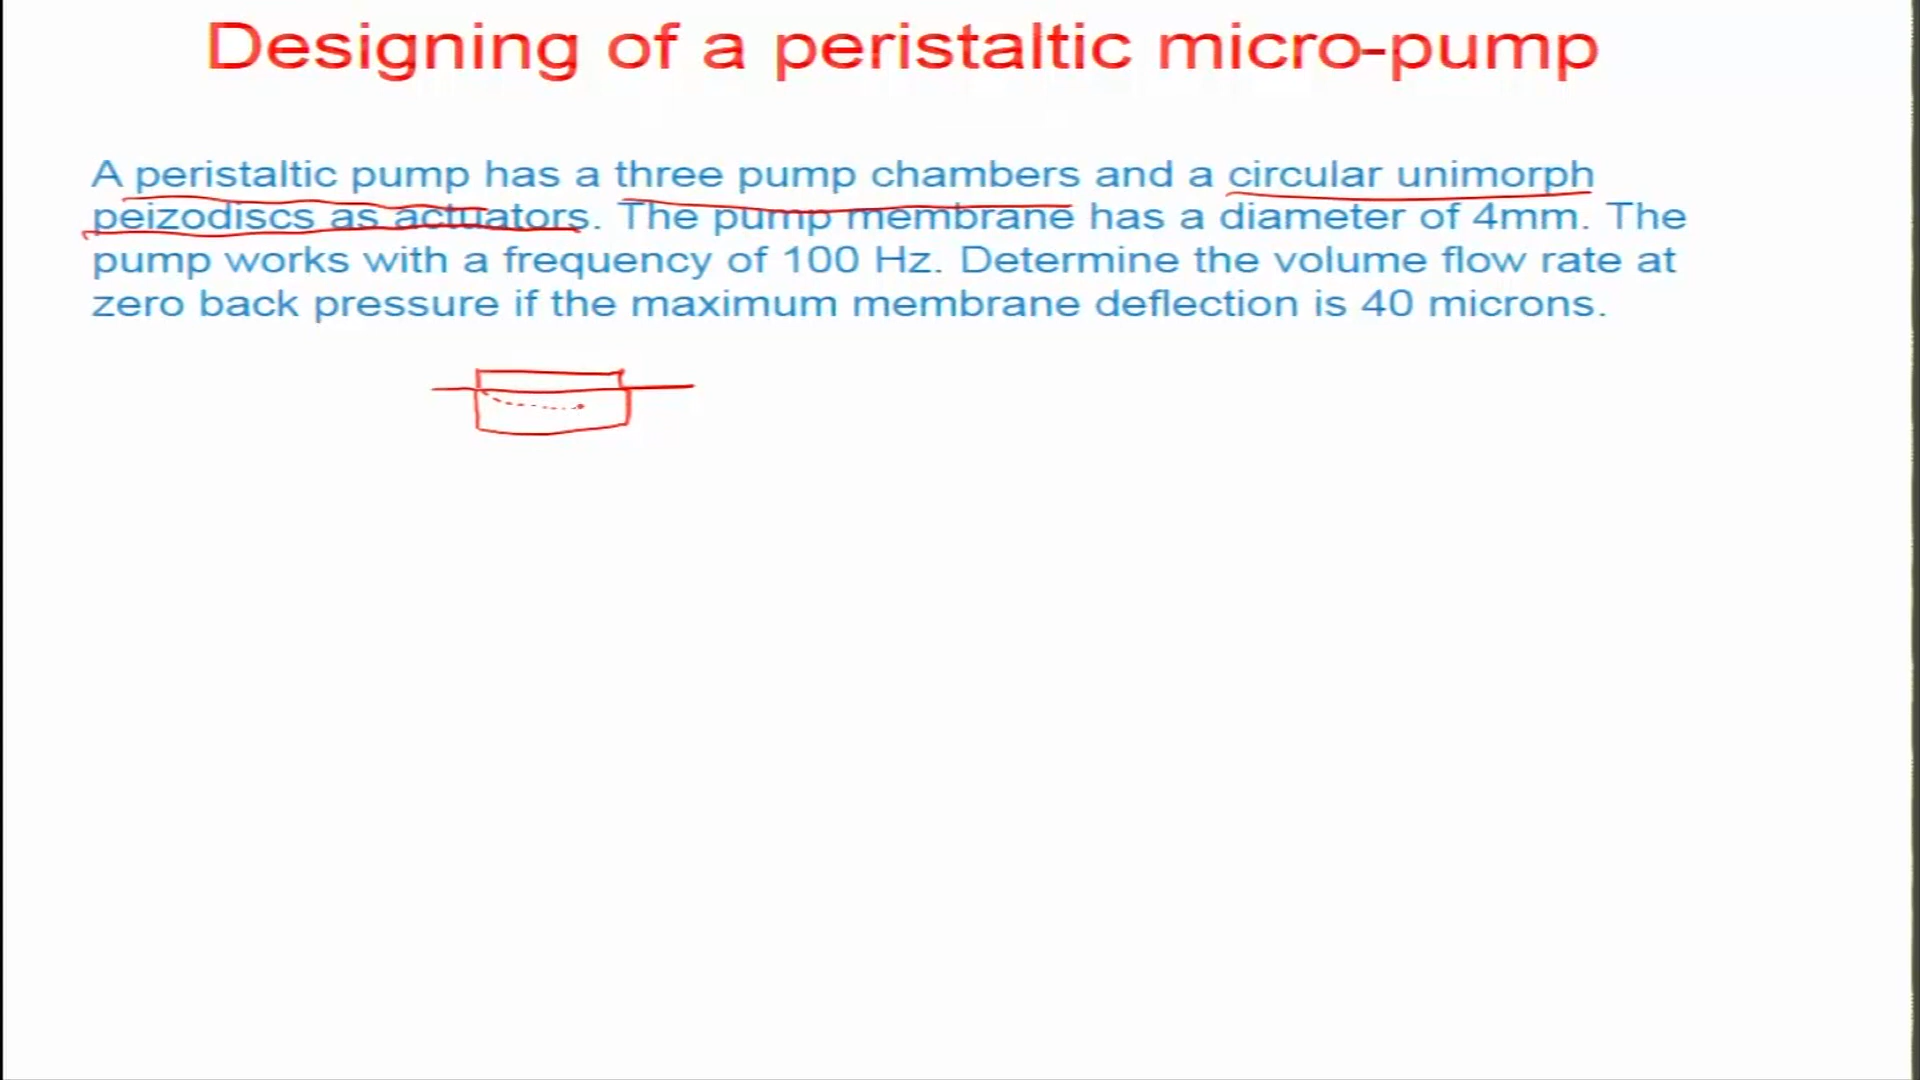 Designing of a peristaltic micro-pump
A peristaltic pump has a three pump chambers and a circular unimorph
peizodiscs as actuators. The pump membrane has a diameter of 4mm. The
pump works with a frequency of 100 Hz. Determine the volume flow rate at
zero back pressure if the maximum membrane deflection is 40 microns.